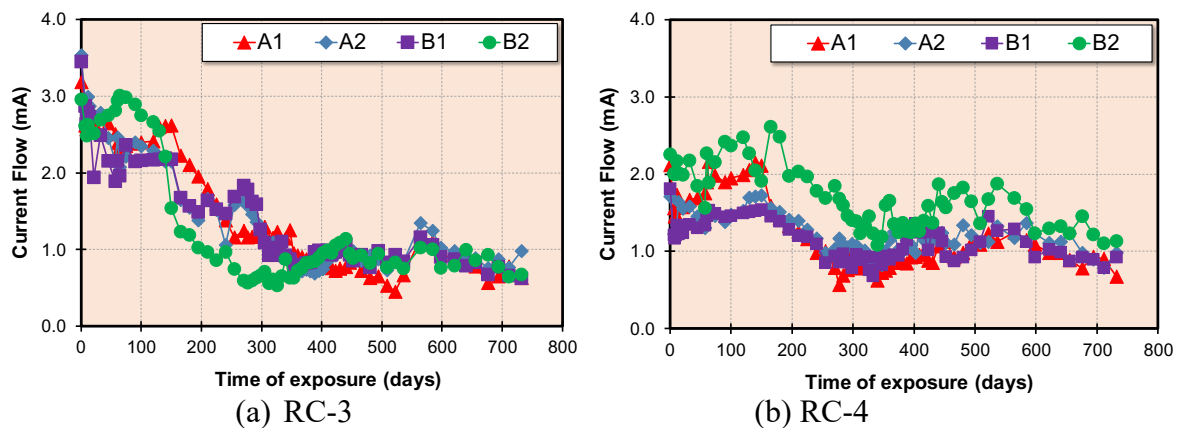 4.0
3.0
2.0
1.0
0.0
Current Flow (mA)
A1 A2 B1 B2
0 100 200 300 400 500 600 700 800
Time of exposure (days)
(a) RC-3
4.0
3.0
2.0
1.0
0.0
Current Flow (mA)
A1 A2 B1 B2
0 100 200 300 400 500 600 700 800
Time of exposure (days)
(b) RC-4